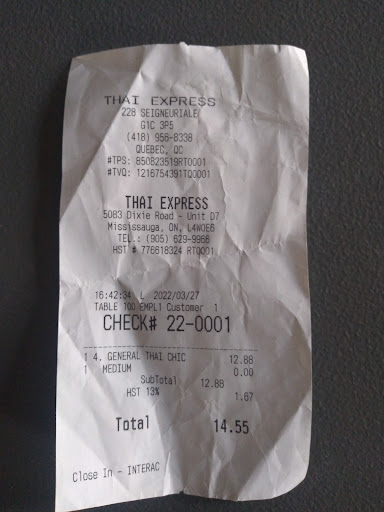 THAI EXPRESS
228 SEIGNEURIALE
G1C 3P5
(418) 956-8338
QUEBEC, QC
#TPS: 850823519RT0001
#TVQ: 1216754391TQ0001
THAI EXPRESS
5083 Dixie Road - Unit D7
Mississauga, ON, L4W0E6
TEL.: (905) 629-9966
HST # 776618324 RT0001
16:42:34 L 2022/03/27
TABLE 100 EMPL1 Customer 1
CHECK# 22-0001
1 4. GENERAL THAI CHIC 12.88
1 MEDIUM 0.00
SubTotal 12.88
HST 13% 1.67
Total 14.55
Close In - INTERAC